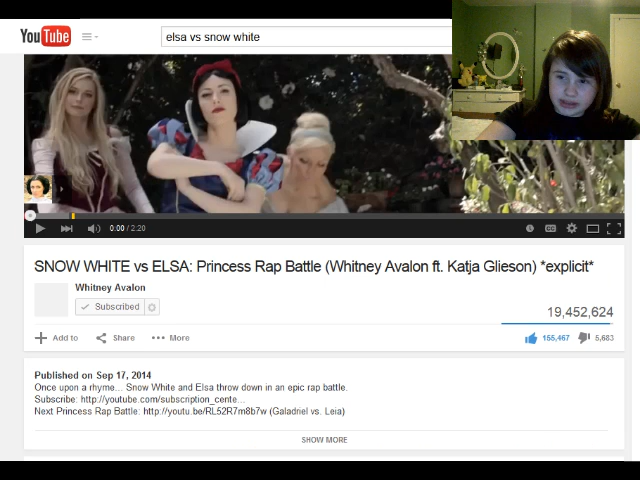 YouTube
elsa vs snow white
0:00 / 2:20
CC
SNOW WHITE vs ELSA: Princess Rap Battle (Whitney Avalon ft. Katja Glieson) *explicit*
Whitney Avalon
Subscribed
19,452,624
Add to Share More 155,467 5,683
Published on Sep 17, 2014
Once upon a rhyme... Snow White and Elsa throw down in an epic rap battle.
Subscribe: http://youtube.com/subscription_cente...
Next Princess Rap Battle: http://youtu.be/RL52R7m8b7w (Galadriel vs. Leia)
SHOW MORE